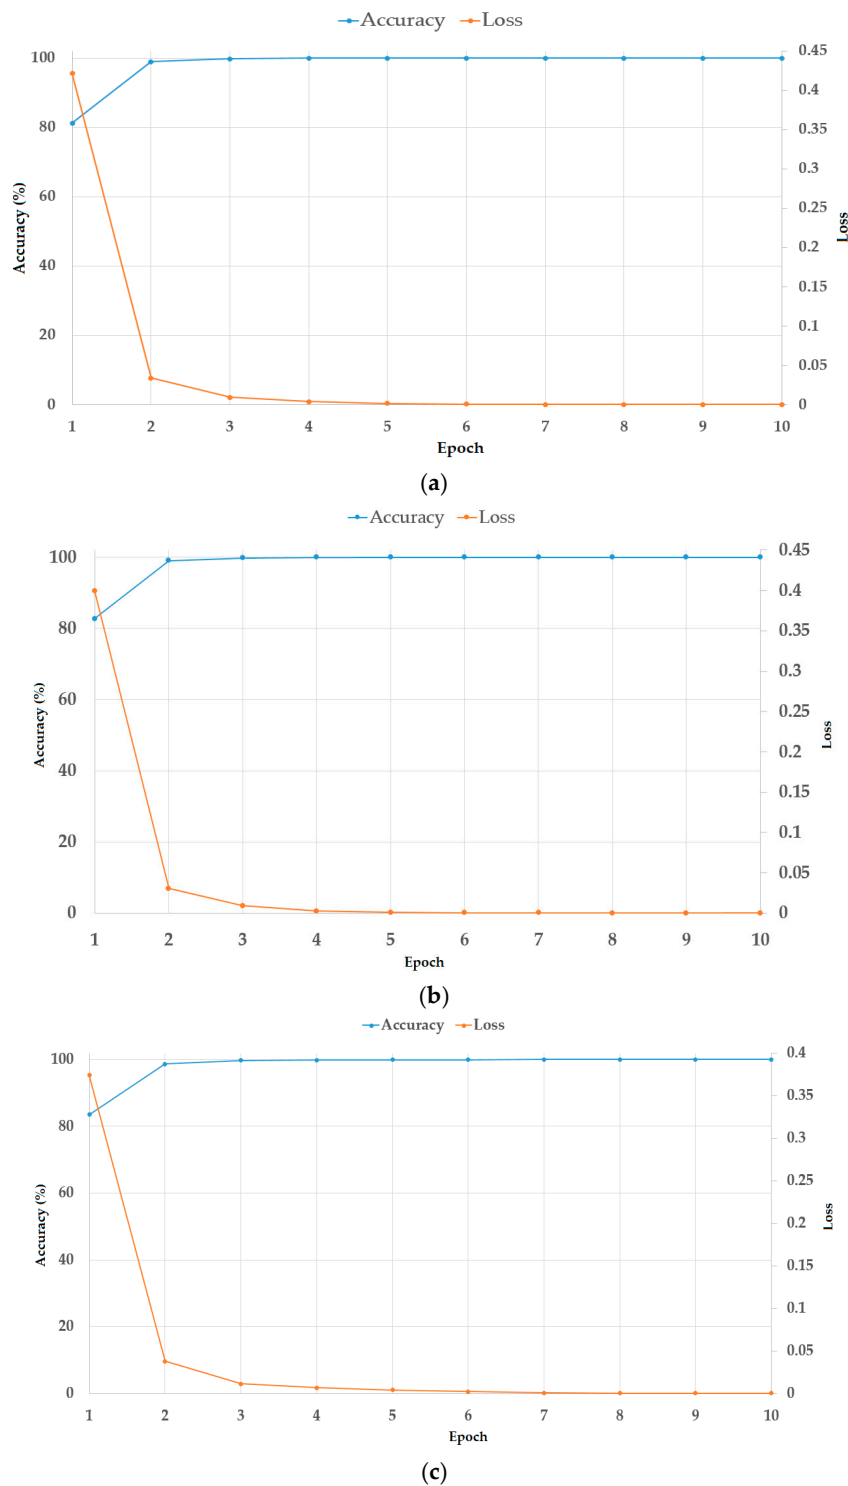 Accuracy Loss
100 0.45
0.4
80 0.35
0.3
60 0.25
0.2
40 0.15
20 0.1
0.05
0 0
1 2 3 4 5 6 7 8 9 10
Accuracy (%)
Loss
Epoch
(a)
Accuracy Loss
100 0.45
0.4
80 0.35
0.3
60 0.25
0.2
40 0.15
20 0.1
0.05
0 0
1 2 3 4 5 6 7 8 9 10
Accuracy (%)
Loss
Epoch
(b)
Accuracy Loss
100 0.4
0.35
80 0.3
0.25
60 0.2
40 0.15
0.1
20 0.05
0 0
1 2 3 4 5 6 7 8 9 10
Accuracy (%)
Loss
Epoch
(c)